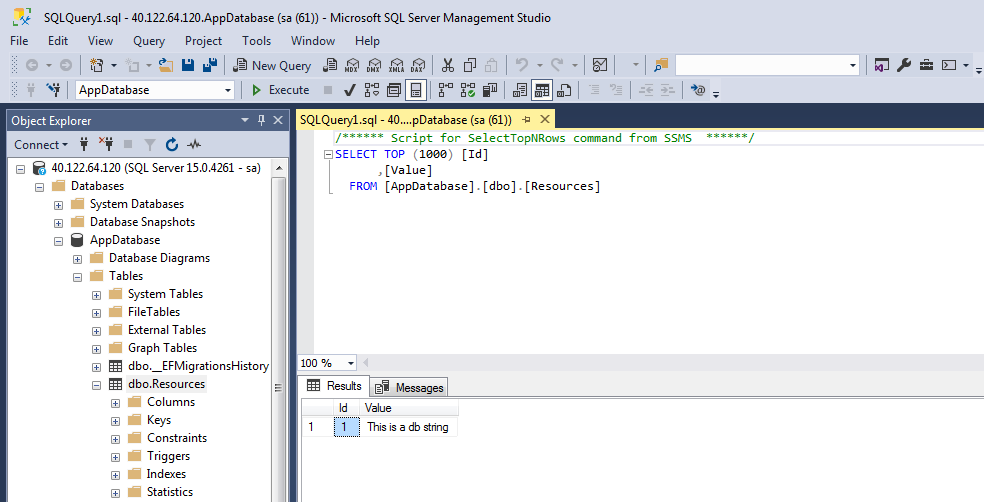 SQLQuery1.sql - 40.122.64.120.AppDatabase (sa (61)) - Microsoft SQL Server Management Studio
File Edit View Query Project Tools Window Help
New Query MDX DMX XMLA DAX
AppDatabase Execute
Object Explorer
SQLQuery1.sql - 40....pDatabase (sa (61))
Connect
40.122.64.120 (SQL Server 15.0.4261 - sa)
Databases
System Databases
Database Snapshots
AppDatabase
Database Diagrams
Tables
System Tables
FileTables
External Tables
Graph Tables
dbo.__EFMigrationsHistory
dbo.Resources
Columns
Keys
Constraints
Triggers
Indexes
Statistics
/****** Script for SelectTopNRows command from SSMS  ******/
SELECT TOP (1000) [Id]
,[Value]
FROM [AppDatabase].[dbo].[Resources]
100 %
Results Messages
Id Value
1 1 This is a db string